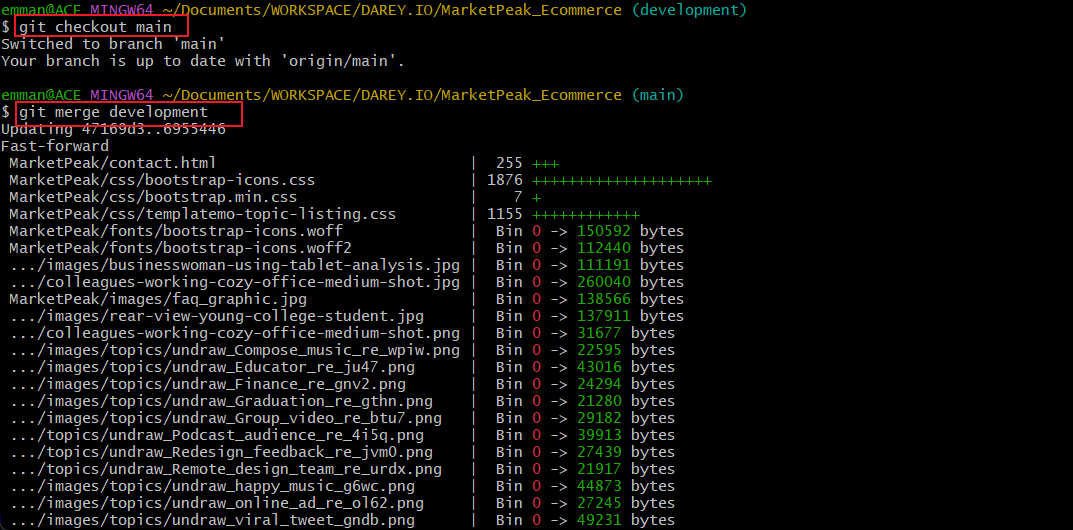 emman@ACE MINGW64 ~/Documents/WORKSPACE/DAREY.IO/MarketPeak_Ecommerce (development)
$ git checkout main
Switched to branch 'main'
Your branch is up to date with 'origin/main'.
emman@ACE MINGW64 ~/Documents/WORKSPACE/DAREY.IO/MarketPeak_Ecommerce (main)
$ git merge development
Updating 47169d3..6955446
Fast-forward
MarketPeak/contact.html | 255 +++
MarketPeak/css/bootstrap-icons.css | 1876 ++++++++++++++++++++
MarketPeak/css/bootstrap.min.css | 7 +
MarketPeak/css/templatemo-topic-listing.css | 1155 ++++++++++++
MarketPeak/fonts/bootstrap-icons.woff | Bin 0 -> 150592 bytes
MarketPeak/fonts/bootstrap-icons.woff2 | Bin 0 -> 112440 bytes
.../images/businesswoman-using-tablet-analysis.jpg | Bin 0 -> 111191 bytes
.../colleagues-working-cozy-office-medium-shot.jpg | Bin 0 -> 260040 bytes
MarketPeak/images/faq_graphic.jpg | Bin 0 -> 138566 bytes
.../images/rear-view-young-college-student.jpg | Bin 0 -> 137911 bytes
.../colleagues-working-cozy-office-medium-shot.png | Bin 0 -> 31677 bytes
.../images/topics/undraw_Compose_music_re_wpiw.png | Bin 0 -> 22595 bytes
.../images/topics/undraw_Educator_re_ju47.png | Bin 0 -> 43016 bytes
.../images/topics/undraw_Finance_re_gnv2.png | Bin 0 -> 24294 bytes
.../images/topics/undraw_Graduation_re_gthn.png | Bin 0 -> 21280 bytes
.../images/topics/undraw_Group_video_re_btu7.png | Bin 0 -> 29182 bytes
.../topics/undraw_Podcast_audience_re_4i5q.png | Bin 0 -> 39913 bytes
.../topics/undraw_Redesign_feedback_re_jvm0.png | Bin 0 -> 27439 bytes
.../topics/undraw_Remote_design_team_re_urdx.png | Bin 0 -> 21917 bytes
.../images/topics/undraw_happy_music_g6wc.png | Bin 0 -> 44873 bytes
.../images/topics/undraw_online_ad_re_ol62.png | Bin 0 -> 27245 bytes
.../images/topics/undraw_viral_tweet_gndb.png | Bin 0 -> 49231 bytes